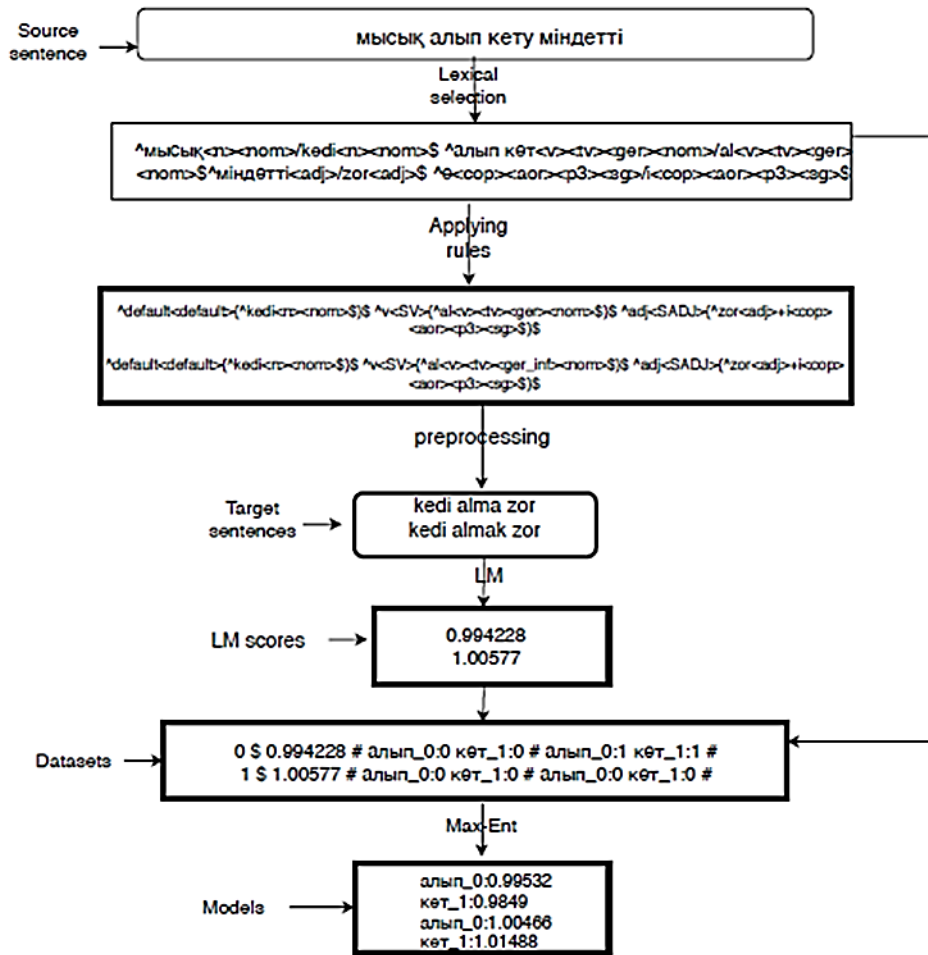 Source
sentence
мысық алып кету міндетті
Lexical
selection
^мысық<n><nom>/kedi<n><nom>$ ^алып кет<v><tv><ger><nom>/al<v><tv><ger>
<nom>$^міндетті<adj>/zor<adj>$ ^е<cop><aor><p3><sg>/i<cop><aor><p3><sg>$
Applying
rules
^default<default>{^kedi<n><nom>$}$ ^v<SV>{^al<v><tv><ger><nom>$}$ ^adj<SADJ>{^zor<adj>+i<cop>
<aor><p3><sg>$}$
^default<default>{^kedi<n><nom>$}$ ^v<SV>{^al<v><tv><ger_inf><nom>$}$ ^adj<SADJ>{^zor<adj>+i<cop>
<aor><p3><sg>$}$
preprocessing
Target
sentences
kedi alma zor
kedi almak zor
LM
LM scores
0.994228
1.00577
Datasets
0 $ 0.994228 # алып_0:0 кет_1:0 # алып_0:1 кет_1:1 #
1 $ 1.00577 # алып_0:0 кет_1:0 # алып_0:0 кет_1:0 #
Max-Ent
Models
алып_0:0.99532
кет_1:0.9849
алып_0:1.00466
кет_1:1.01488